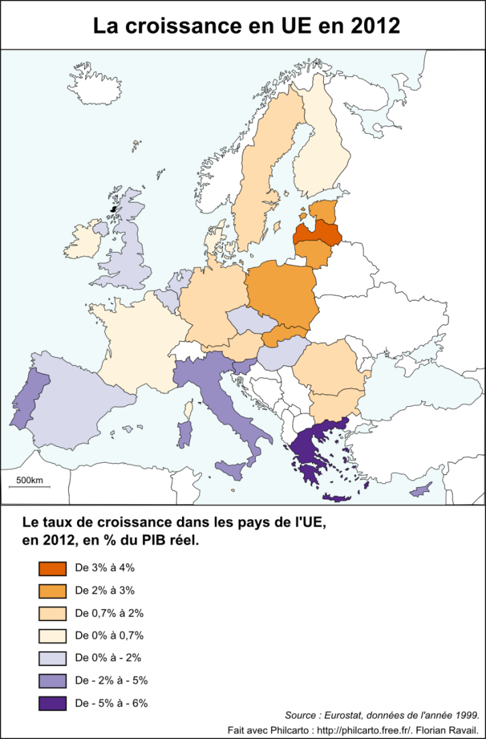 La croissance en UE en 2012
500km
Le taux de croissance dans les pays de l'UE,
en 2012, en % du PIB réel.
De 3% à 4%
De 2% à 3%
De 0,7% à 2%
De 0% à 0,7%
De 0% à - 2%
De - 2% à - 5%
De - 5% à - 6%
Source : Eurostat, données de l'année 1999.
Fait avec Philcarto : http://philcarto.free.fr/. Florian Ravail.